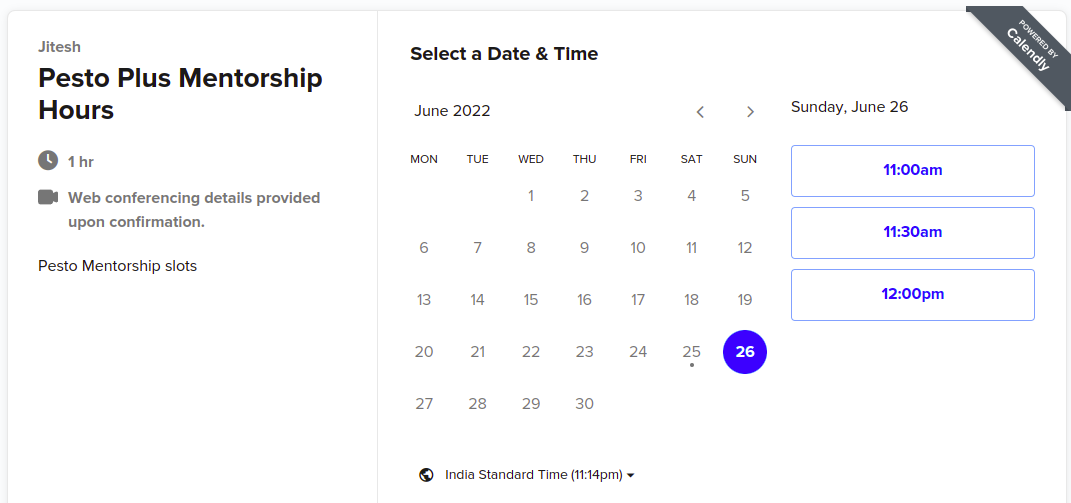 Jitesh
Pesto Plus Mentorship
Hours
1 hr
Web conferencing details provided
upon confirmation.
Pesto Mentorship slots
Select a Date & Time
June 2022
MON TUE WED THU FRI SAT SUN
1 2 3 4 5
6 7 8 9 10 11 12
13 14 15 16 17 18 19
20 21 22 23 24 25 26
27 28 29 30
India Standard Time (11:14pm)
Sunday, June 26
11:00am
11:30am
12:00pm
POWERED BY
Calendly